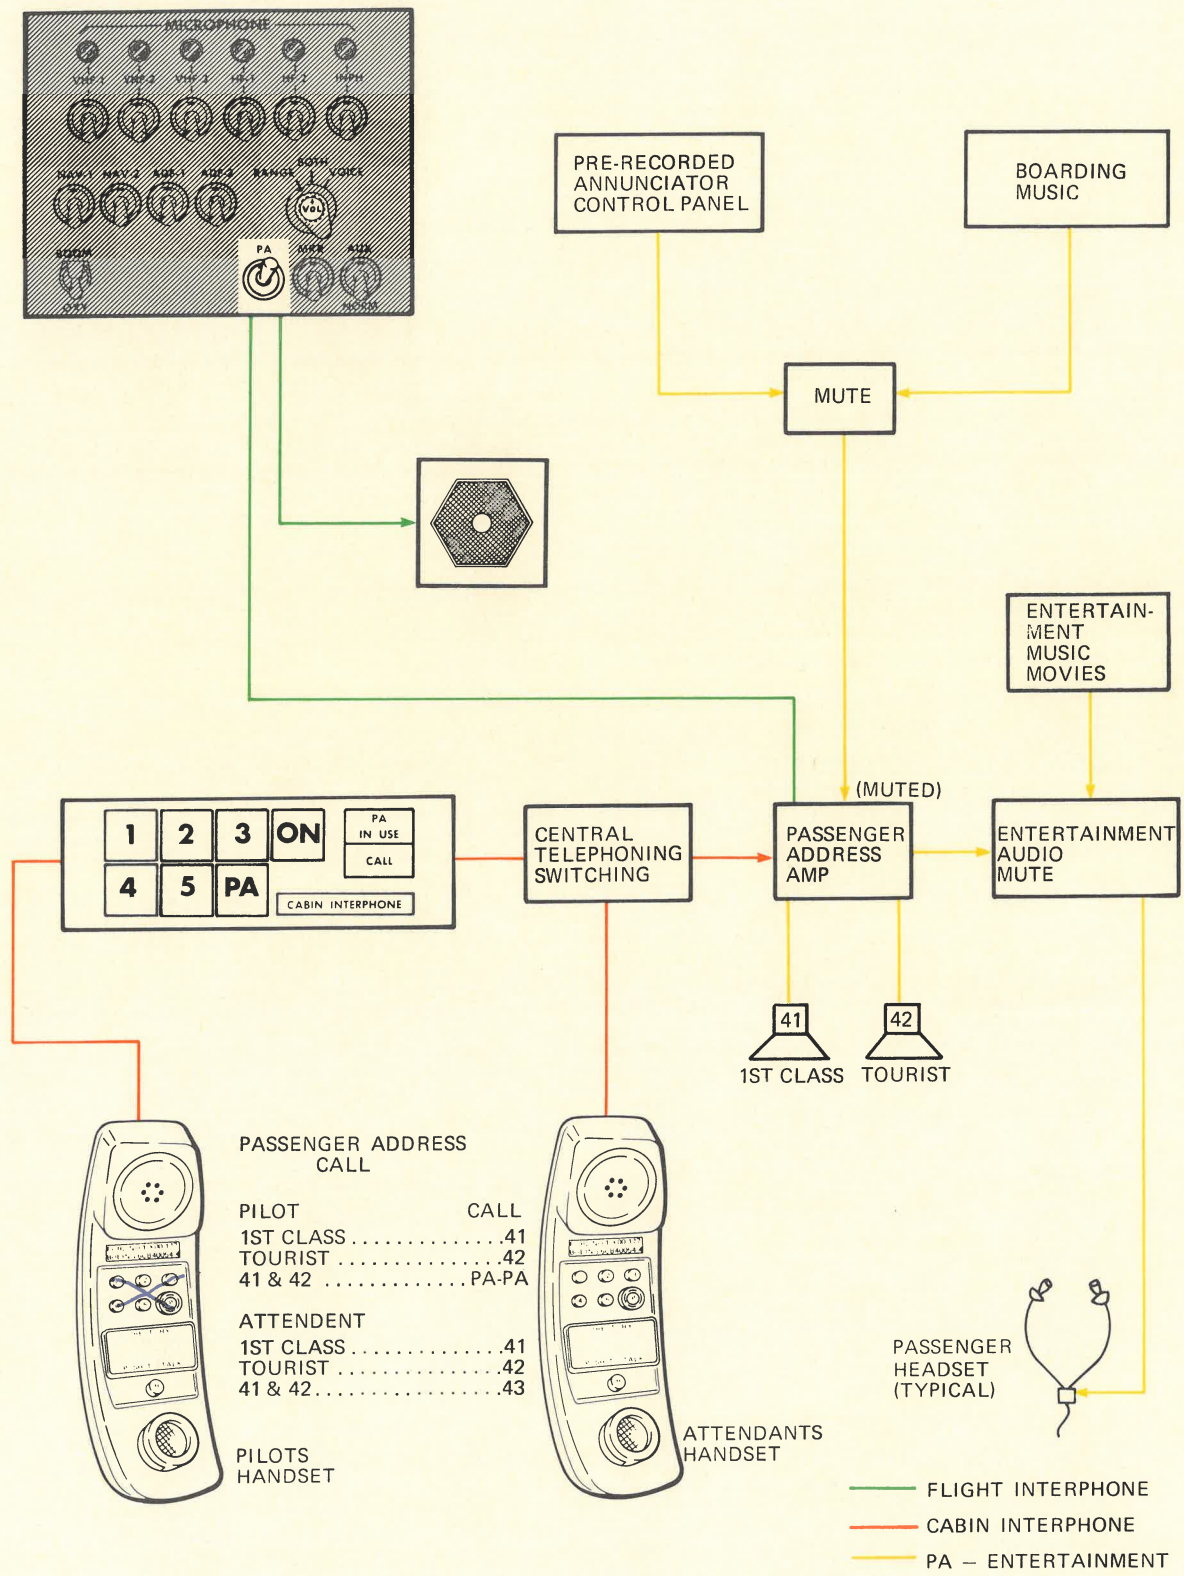 MICROPHONE
VHF-1 VHF-2 VHF-3 HF-1 HF-2 INPH
NAV-1 NAV-2 ADF-1 ADF-2 RANGE BOTH VOICE
VOL
BOOM
OXY
PA MKR AUX
NORM
PRE-RECORDED
ANNUNCIATOR
CONTROL PANEL
BOARDING
MUSIC
MUTE
ENTERTAIN-
MENT
MUSIC
MOVIES
(MUTED)
1 2 3 ON
4 5 PA
PA
IN USE
CALL
CABIN INTERPHONE
CENTRAL
TELEPHONING
SWITCHING
PASSENGER
ADDRESS
AMP
ENTERTAINMENT
AUDIO
MUTE
41
1ST CLASS
42
TOURIST
PASSENGER ADDRESS
CALL
PILOT CALL
1ST CLASS..............41
TOURIST ...............42
41 & 42 .............PA-PA
ATTENDENT
1ST CLASS..............41
TOURIST ...............42
41 & 42.................43
PILOTS
HANDSET
ATTENDANTS
HANDSET
PASSENGER
HEADSET
(TYPICAL)
FLIGHT INTERPHONE
CABIN INTERPHONE
PA – ENTERTAINMENT